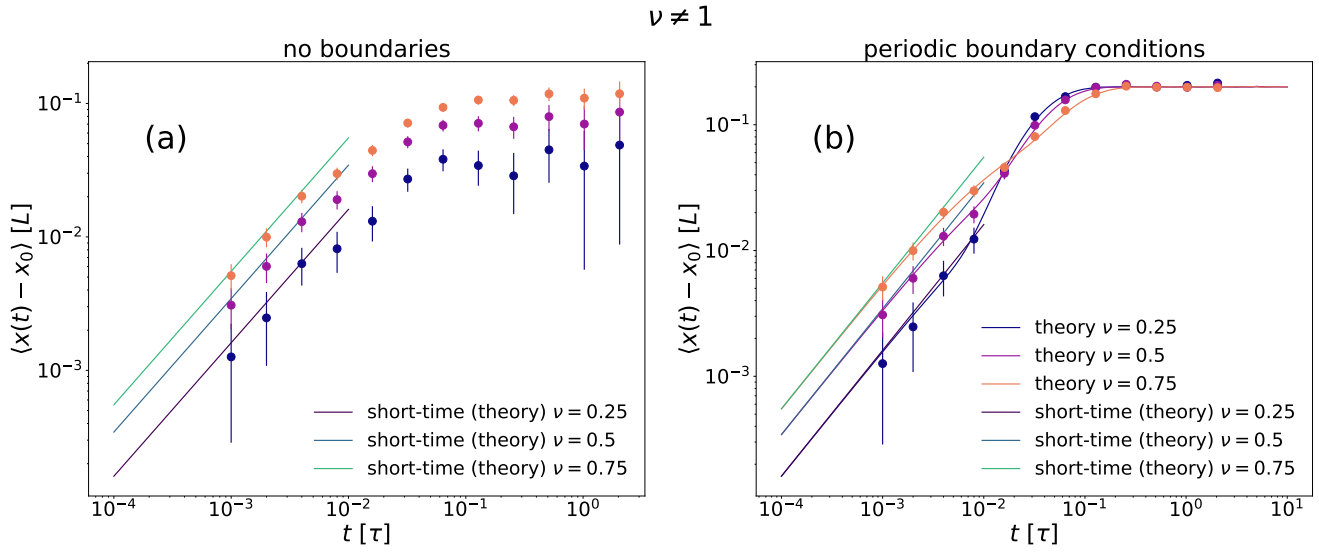 ν ≠ 1
no boundaries
(a)
⟨x(t) − x₀⟩ [L]
10⁻¹
10⁻²
10⁻³
short-time (theory) ν = 0.25
short-time (theory) ν = 0.5
short-time (theory) ν = 0.75
10⁻⁴ 10⁻³ 10⁻² 10⁻¹ 10⁰
t [τ]
periodic boundary conditions
(b)
⟨x(t) − x₀⟩ [L]
10⁻¹
10⁻²
10⁻³
theory ν = 0.25
theory ν = 0.5
theory ν = 0.75
short-time (theory) ν = 0.25
short-time (theory) ν = 0.5
short-time (theory) ν = 0.75
10⁻⁴ 10⁻³ 10⁻² 10⁻¹ 10⁰ 10¹
t [τ]